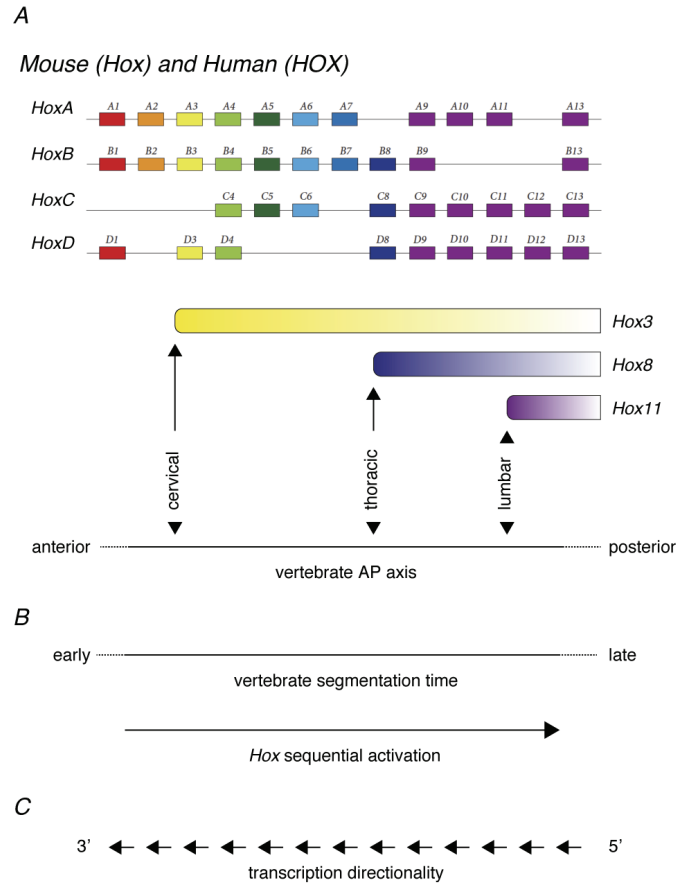 A
Mouse (Hox) and Human (HOX)
HoxA A1 A2 A3 A4 A5 A6 A7 A9 A10 A11 A13
HoxB B1 B2 B3 B4 B5 B6 B7 B8 B9 B13
HoxC C4 C5 C6 C8 C9 C10 C11 C12 C13
HoxD D1 D3 D4 D8 D9 D10 D11 D12 D13
Hox3
Hox8
Hox11
cervical
thoracic
lumbar
anterior posterior
vertebrate AP axis
B
early late
vertebrate segmentation time
Hox sequential activation
C
3’ 5’
transcription directionality